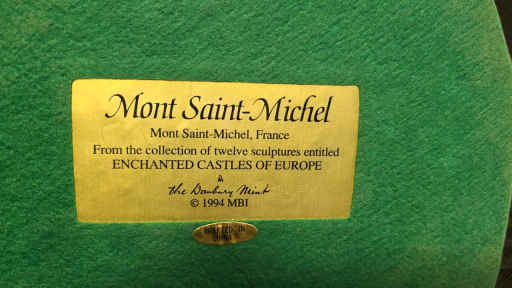 Mont Saint-Michel
Mont Saint-Michel, France
From the collection of twelve sculptures entitled
ENCHANTED CASTLES OF EUROPE
the Danbury Mint
© 1994 MBI